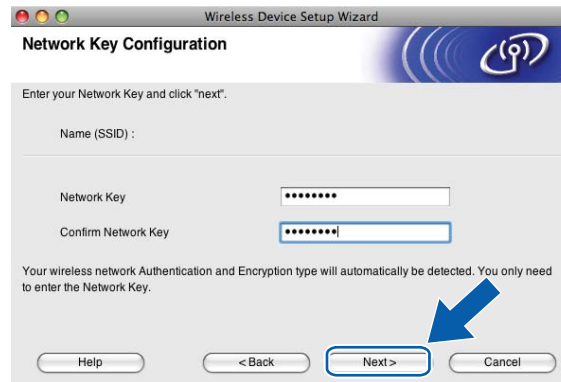 Wireless Device Setup Wizard
Network Key Configuration
Enter your Network Key and click "next".
Name (SSID) :
Network Key ••••••••
Confirm Network Key ••••••••
Your wireless network Authentication and Encryption type will automatically be detected. You only need
to enter the Network Key.
Help < Back Next > Cancel